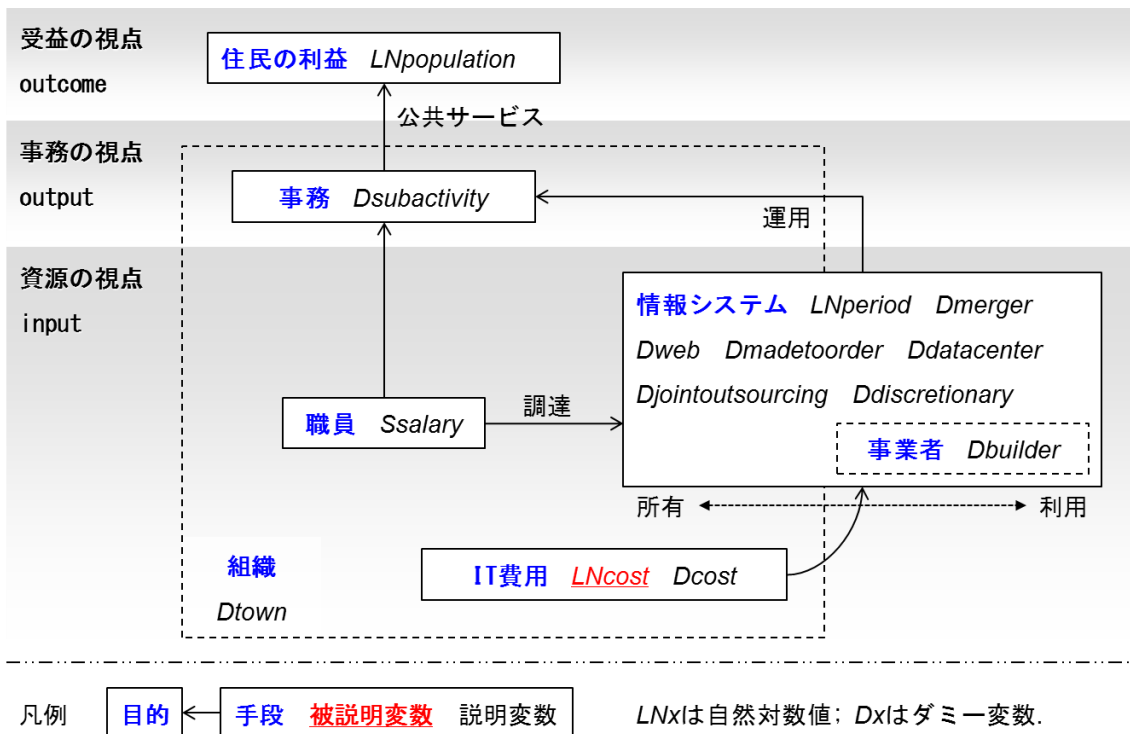 受益の視点
outcome
住民の利益 LNpopulation
公共サービス
事務の視点
output
事務 Dsubactivity
運用
資源の視点
input
情報システム LNperiod Dmerger
Dweb Dmadetoorder Ddatacenter
Djointoutsourcing Ddiscretionary
職員 Ssalary
調達
事業者 Dbuilder
所有
利用
組織
Dtown
IT費用 LNcost Dcost
凡例
目的
手段 被説明変数 説明変数
LNxは自然対数値; Dxはダミー変数.